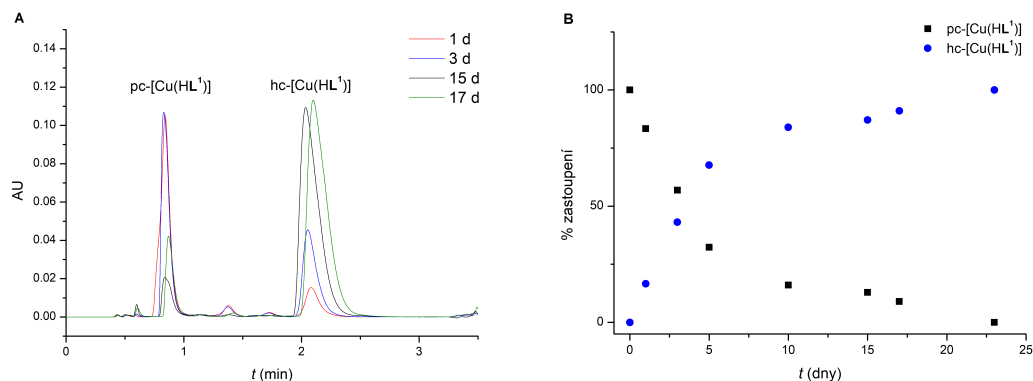 A
0.14
0.12
0.10
0.08
0.06
0.04
0.02
0.00
AU
0
1
2
3
t (min)
pc-[Cu(HL¹)]
hc-[Cu(HL¹)]
1 d
3 d
15 d
17 d
B
pc-[Cu(HL¹)]
hc-[Cu(HL¹)]
100
50
0
% zastoupení
0
5
10
15
20
25
t (dny)